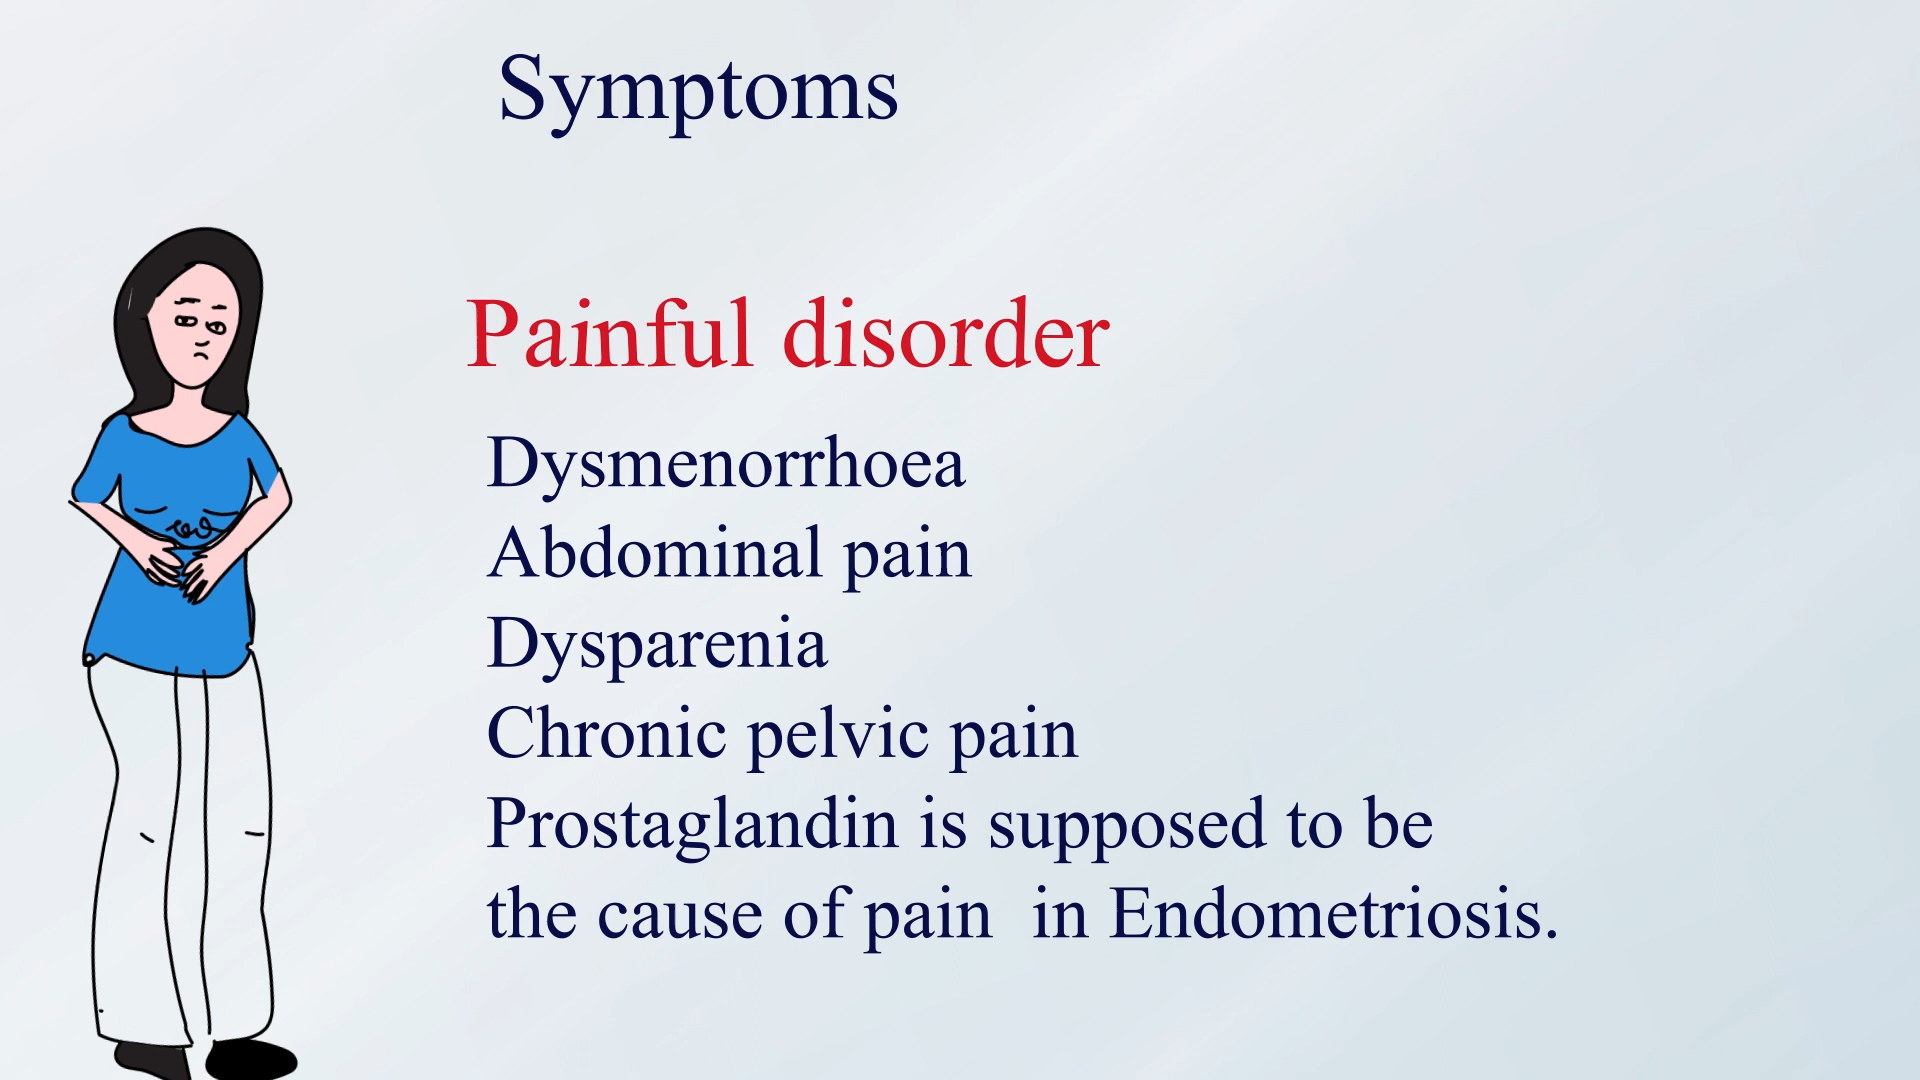 Symptoms
Painful disorder
Dysmenorrhoea
Abdominal pain
Dysparenia
Chronic pelvic pain
Prostaglandin is supposed to be
the cause of pain  in Endometriosis.